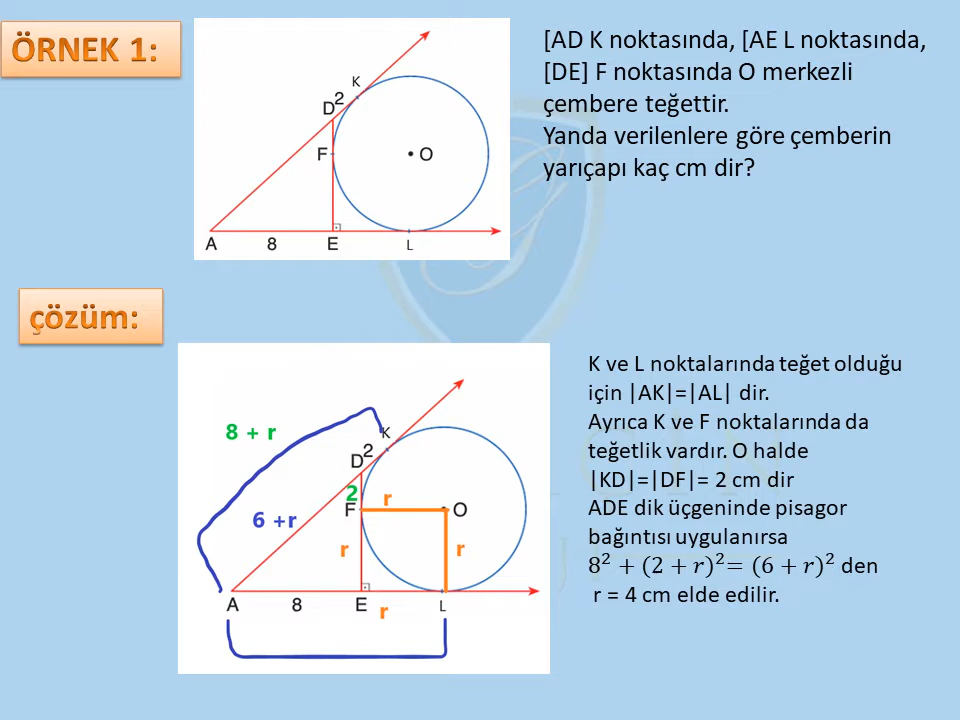 ÖRNEK 1:
[AD K noktasında, [AE L noktasında,
[DE] F noktasında O merkezli
çembere teğettir.
Yanda verilenlere göre çemberin
yarıçapı kaç cm dir?
K
2
D
F
O
A
8
E
L
çözüm:
8 + r
K
2
D
2
r
F
O
6 +r
r
r
A
8
E
r
L
K ve L noktalarında teğet olduğu
için |AK|=|AL| dir.
Ayrıca K ve F noktalarında da
teğetlik vardır. O halde
|KD|=|DF|= 2 cm dir
ADE dik üçgeninde pisagor
bağıntısı uygulanırsa
8² + (2 + r)²= (6 + r)² den
r = 4 cm elde edilir.